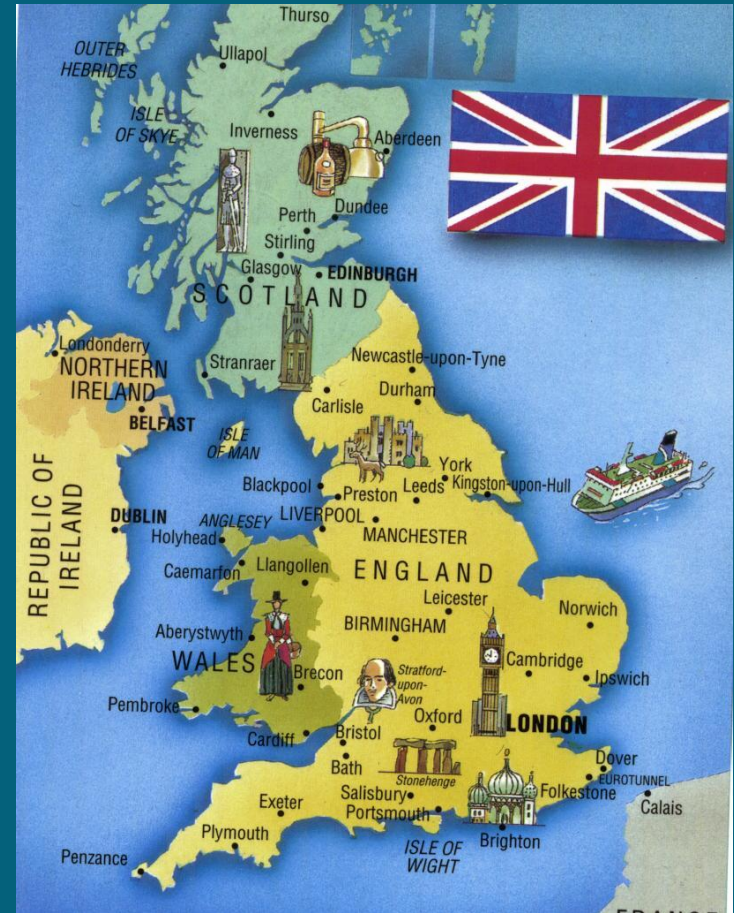 Thurso
OUTER
HEBRIDES
Ullapol
ISLE
OF SKYE
Inverness
Aberdeen
Perth
Dundee
Stirling
Glasgow
EDINBURGH
SCOTLAND
Londonderry
NORTHERN
IRELAND
BELFAST
Stranraer
Newcastle-upon-Tyne
Durham
Carlisle
ISLE
OF MAN
York
Blackpool
Preston
Leeds
Kingston-upon-Hull
REPUBLIC OF
IRELAND
DUBLIN
ANGLESEY
LIVERPOOL
MANCHESTER
Holyhead
Caemarfon
Llangollen
ENGLAND
Leicester
Norwich
BIRMINGHAM
Aberystwyth
WALES
Brecon
Stratford-
upon-
Avon
Cambridge
Ipswich
Pembroke
Oxford
LONDON
Cardiff
Bristol
Bath
Stonehenge
Dover
EUROTUNNEL
Folkestone
Calais
Salisbury
Portsmouth
Exeter
Plymouth
Brighton
Penzance
ISLE OF
WIGHT